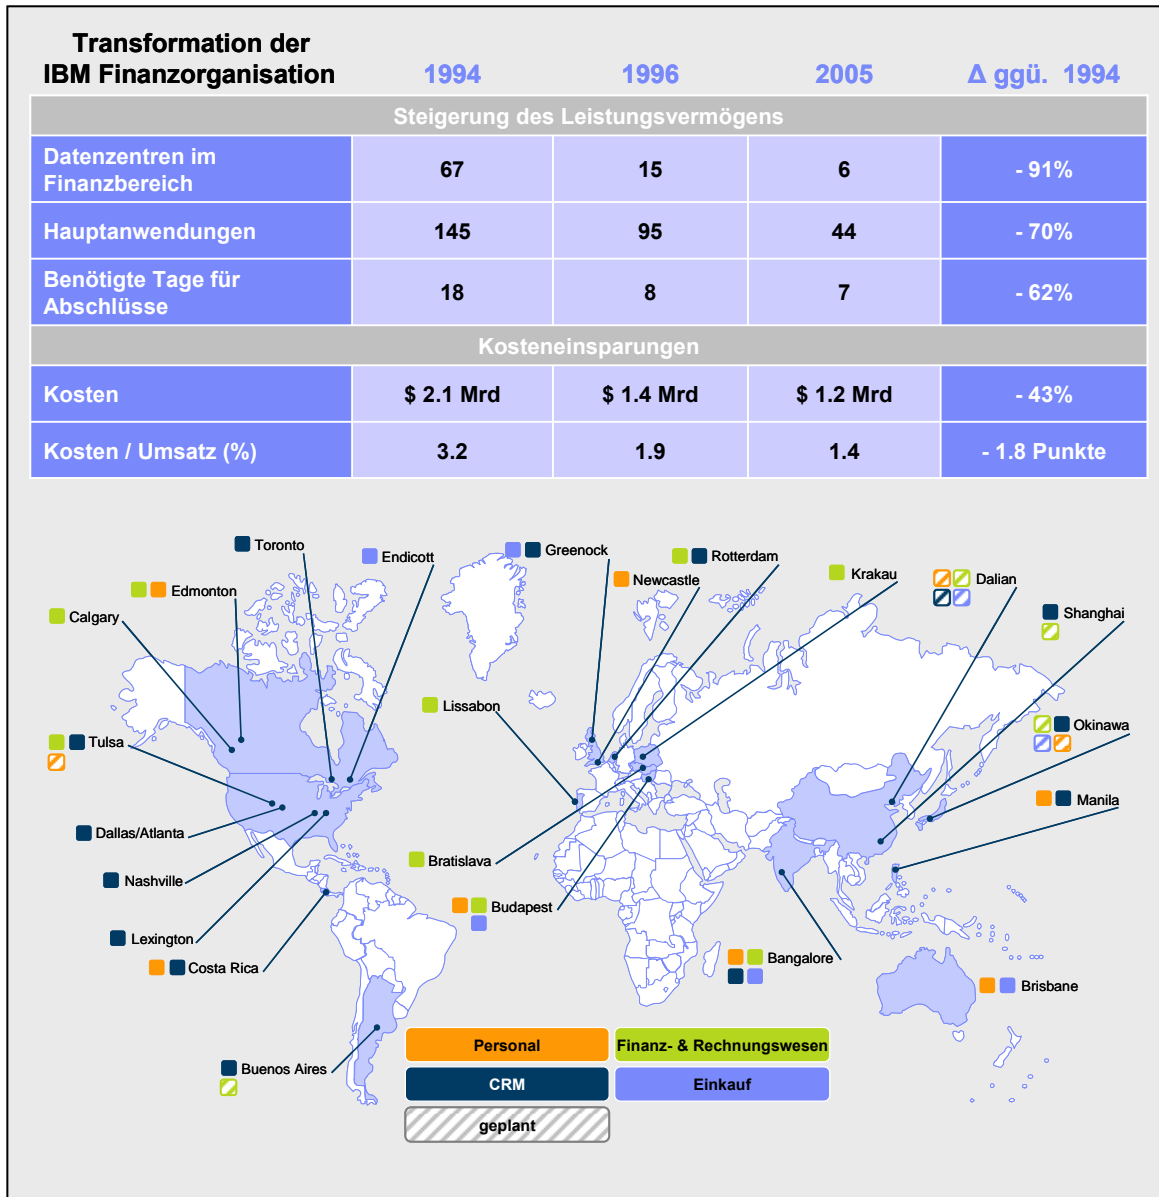 Transformation der
IBM Finanzorganisation
1994
1996
2005
Δ ggü. 1994
Steigerung des Leistungsvermögens
Datenzentren im
Finanzbereich
67
15
6
- 91%
Hauptanwendungen
145
95
44
- 70%
Benötigte Tage für
Abschlüsse
18
8
7
- 62%
Kosteneinsparungen
Kosten
$ 2.1 Mrd
$ 1.4 Mrd
$ 1.2 Mrd
- 43%
Kosten / Umsatz (%)
3.2
1.9
1.4
- 1.8 Punkte
Toronto
Endicott
Greenock
Rotterdam
Newcastle
Krakau
Dalian
Edmonton
Shanghai
Calgary
Lissabon
Okinawa
Tulsa
Manila
Dallas/Atlanta
Bratislava
Nashville
Budapest
Lexington
Bangalore
Costa Rica
Brisbane
Buenos Aires
Personal
Finanz- & Rechnungswesen
CRM
Einkauf
geplant